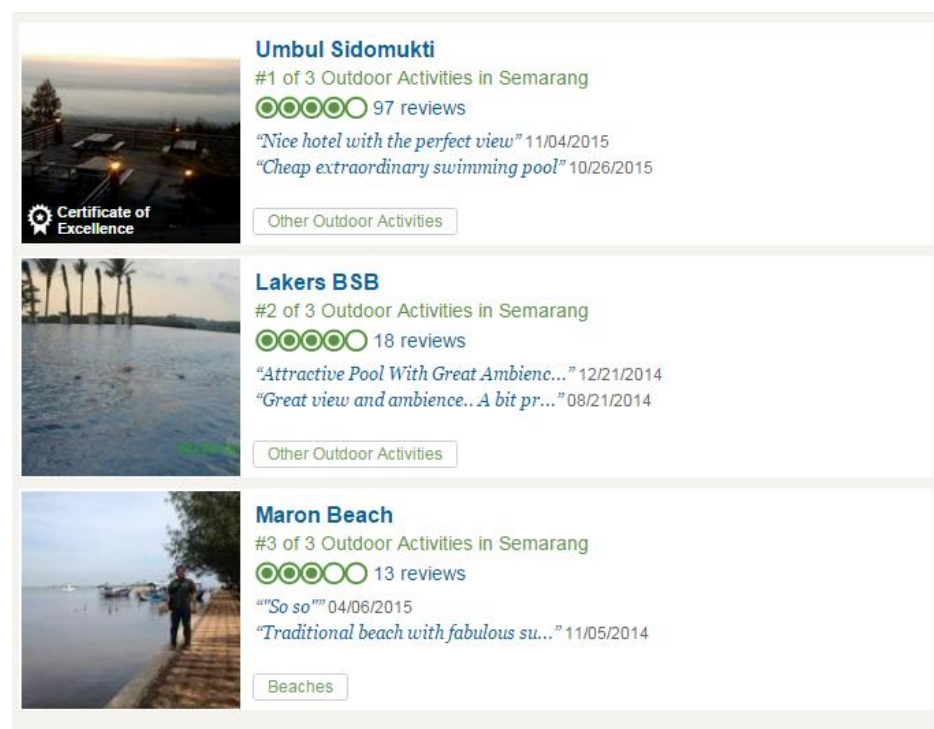 Umbul Sidomukti
#1 of 3 Outdoor Activities in Semarang
97 reviews
“Nice hotel with the perfect view” 11/04/2015
“Cheap extraordinary swimming pool” 10/26/2015
Certificate of
Excellence
Other Outdoor Activities
Lakers BSB
#2 of 3 Outdoor Activities in Semarang
18 reviews
“Attractive Pool With Great Ambienc...” 12/21/2014
“Great view and ambience.. A bit pr...” 08/21/2014
Other Outdoor Activities
Maron Beach
#3 of 3 Outdoor Activities in Semarang
13 reviews
“"So so"” 04/06/2015
“Traditional beach with fabulous su...” 11/05/2014
Beaches